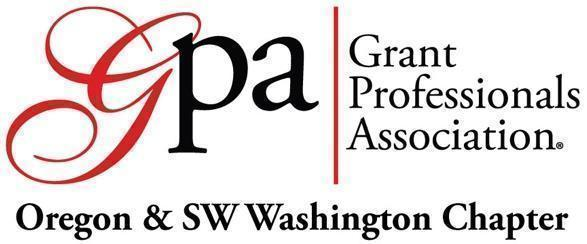 Gpa
Grant
Professionals
Association®
Oregon & SW Washington Chapter